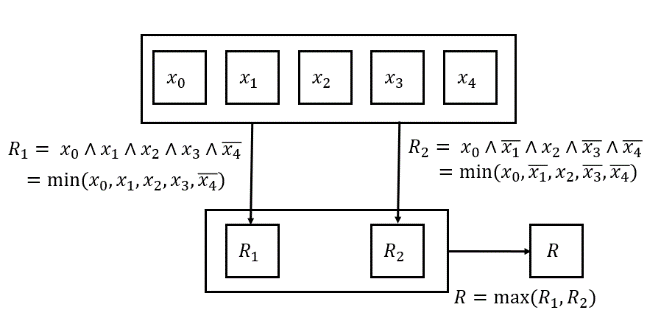 x₀ x₁ x₂ x₃ x₄
R₁ = x₀ ∧ x₁ ∧ x₂ ∧ x₃ ∧ x̅₄
= min(x₀, x₁, x₂, x₃, x̅₄)
R₂ = x₀ ∧ x̅₁ ∧ x₂ ∧ x̅₃ ∧ x̅₄
= min(x₀, x̅₁, x₂, x̅₃, x̅₄)
R₁ R₂ R
R = max(R₁, R₂)